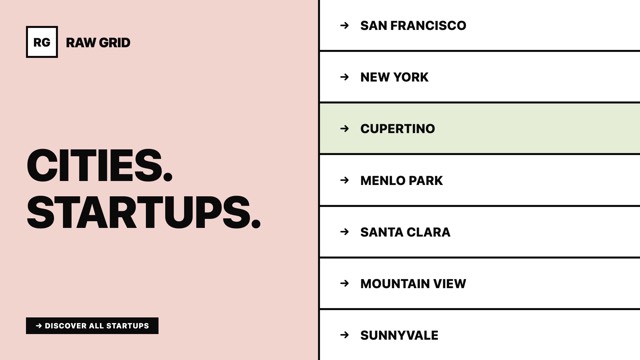 RG RAW GRID
CITIES.
STARTUPS.
→ DISCOVER ALL STARTUPS
→ SAN FRANCISCO
→ NEW YORK
→ CUPERTINO
→ MENLO PARK
→ SANTA CLARA
→ MOUNTAIN VIEW
→ SUNNYVALE